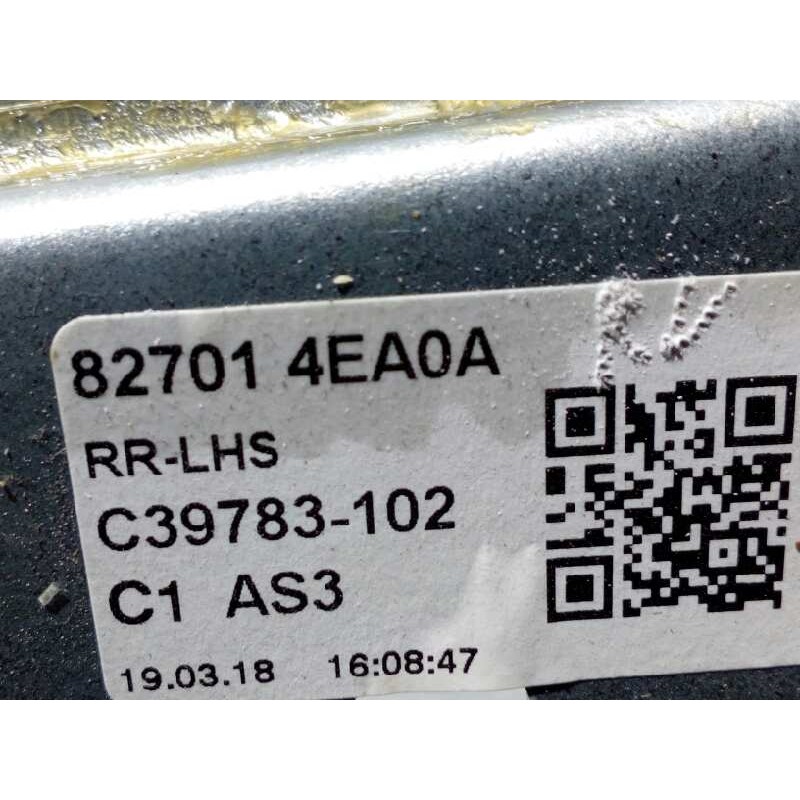 82701 4EA0A
RR-LHS
C39783-102
C1 AS3
19.03.18 16:08:47